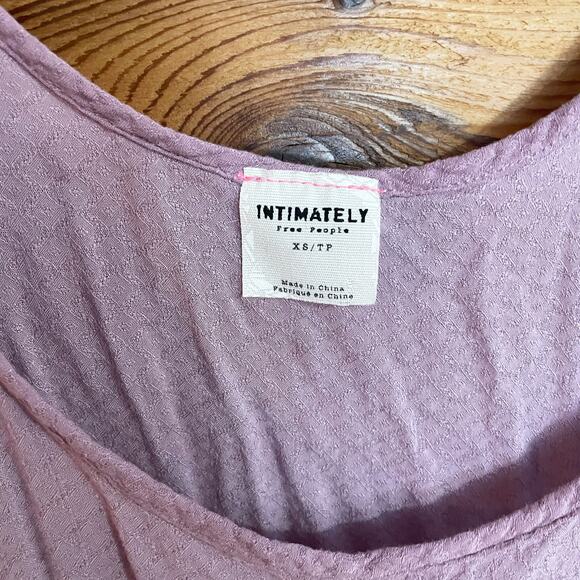 INTIMATELY
Free People
XS/TP
Made in China
Fabriqué en Chine